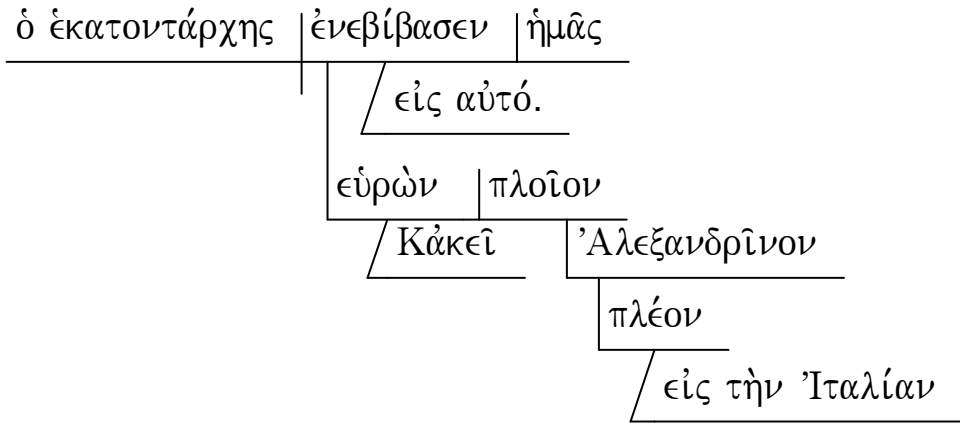 ὁ ἑκατοντάρχης ἐνεβίβασεν ἡμᾶς
εἰς αὐτό.
εὑρὼν πλοῖον
Κἀκεῖ Ἀλεξανδρῖνον
πλέον
εἰς τὴν Ἰταλίαν